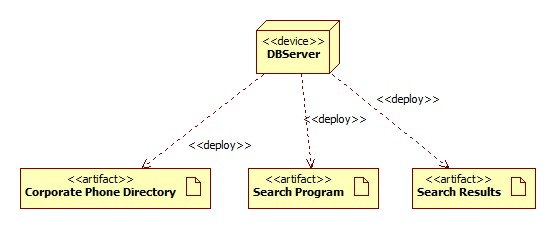 <<device>>
DBServer
<<deploy>>
<<deploy>>
<<deploy>>
<<artifact>>
Corporate Phone Directory
<<artifact>>
Search Program
<<artifact>>
Search Results